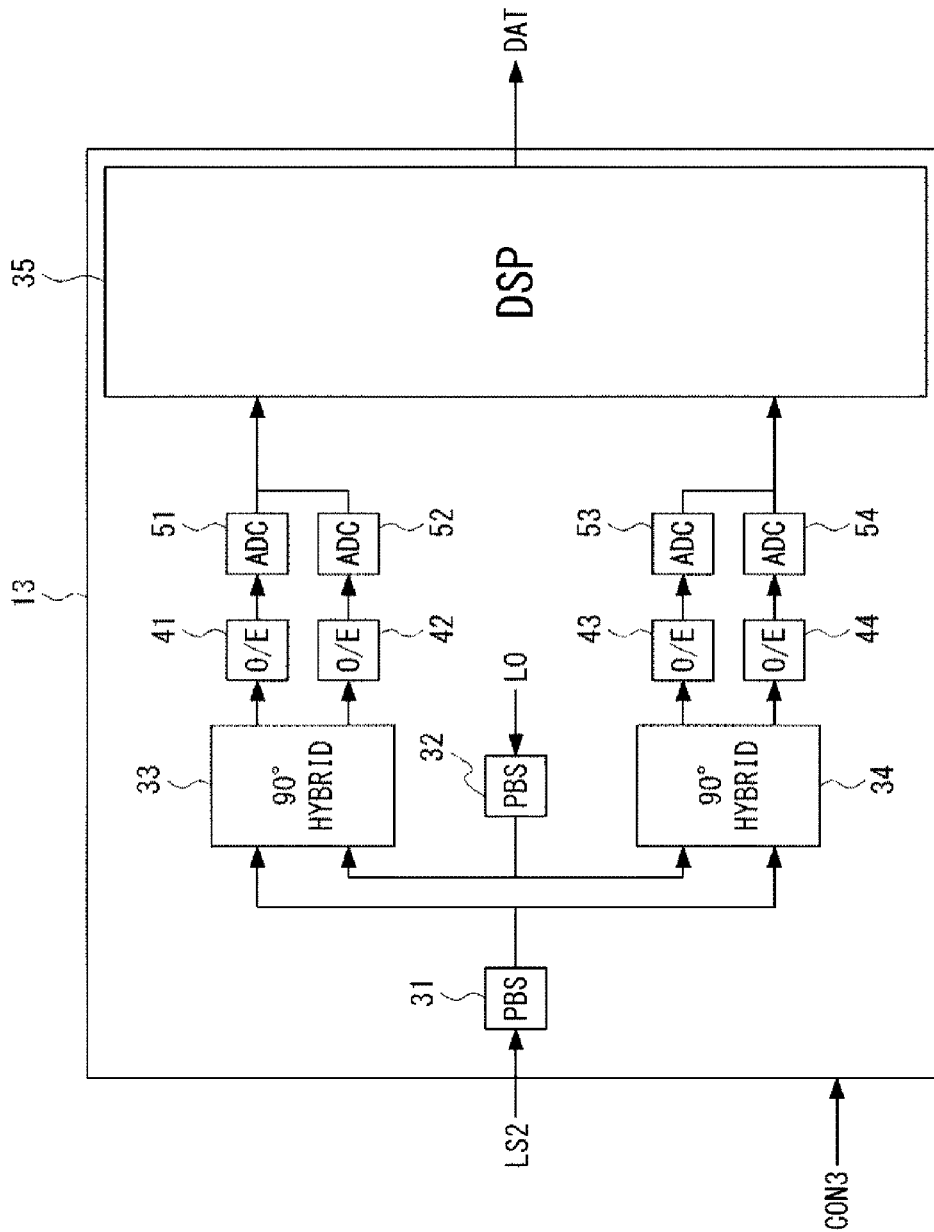 13
35
DSP
DAT
51
ADC
52
ADC
53
ADC
54
ADC
41
O/E
42
O/E
43
O/E
44
O/E
33
90°
HYBRID
32
PBS
LO
34
90°
HYBRID
31
PBS
LS2
CON3